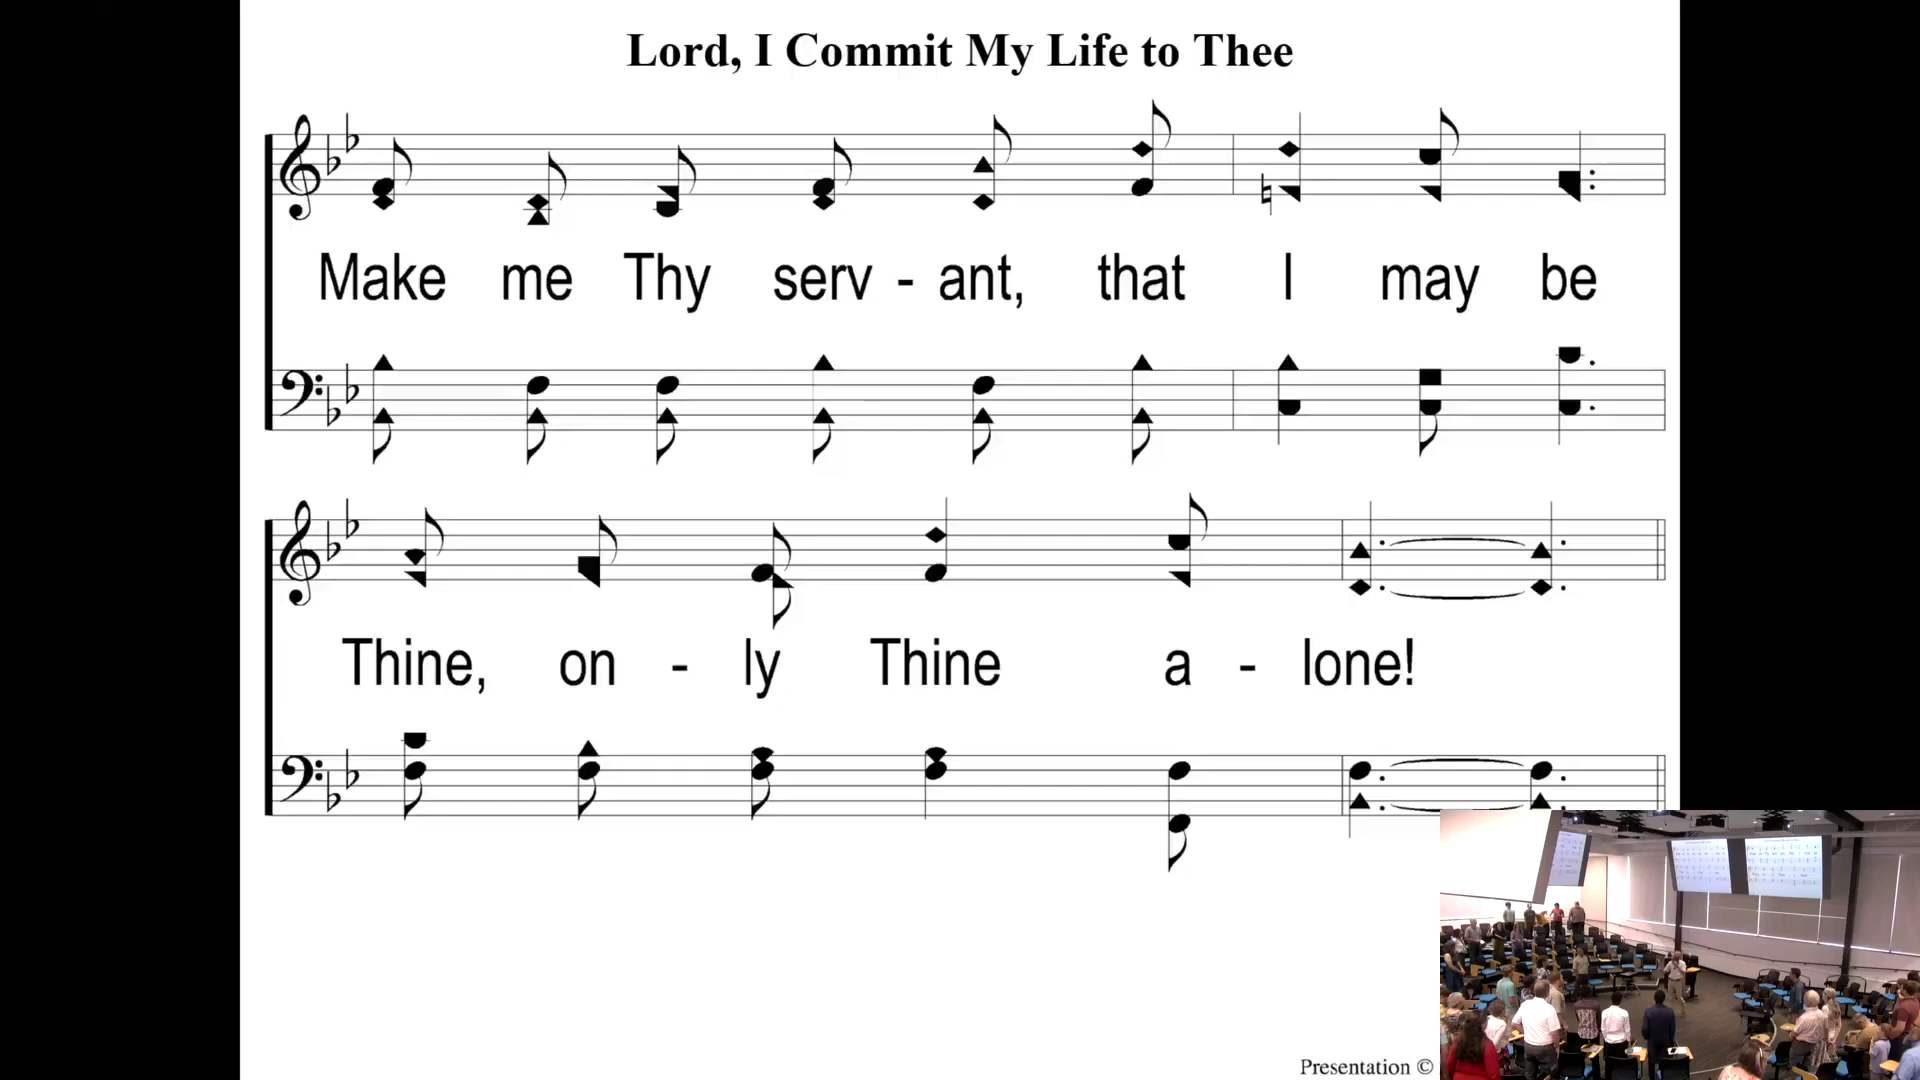 Lord, I Commit My Life to Thee
Make me Thy serv - ant, that I may be
Thine, on - ly Thine a - lone!
Presentation ©